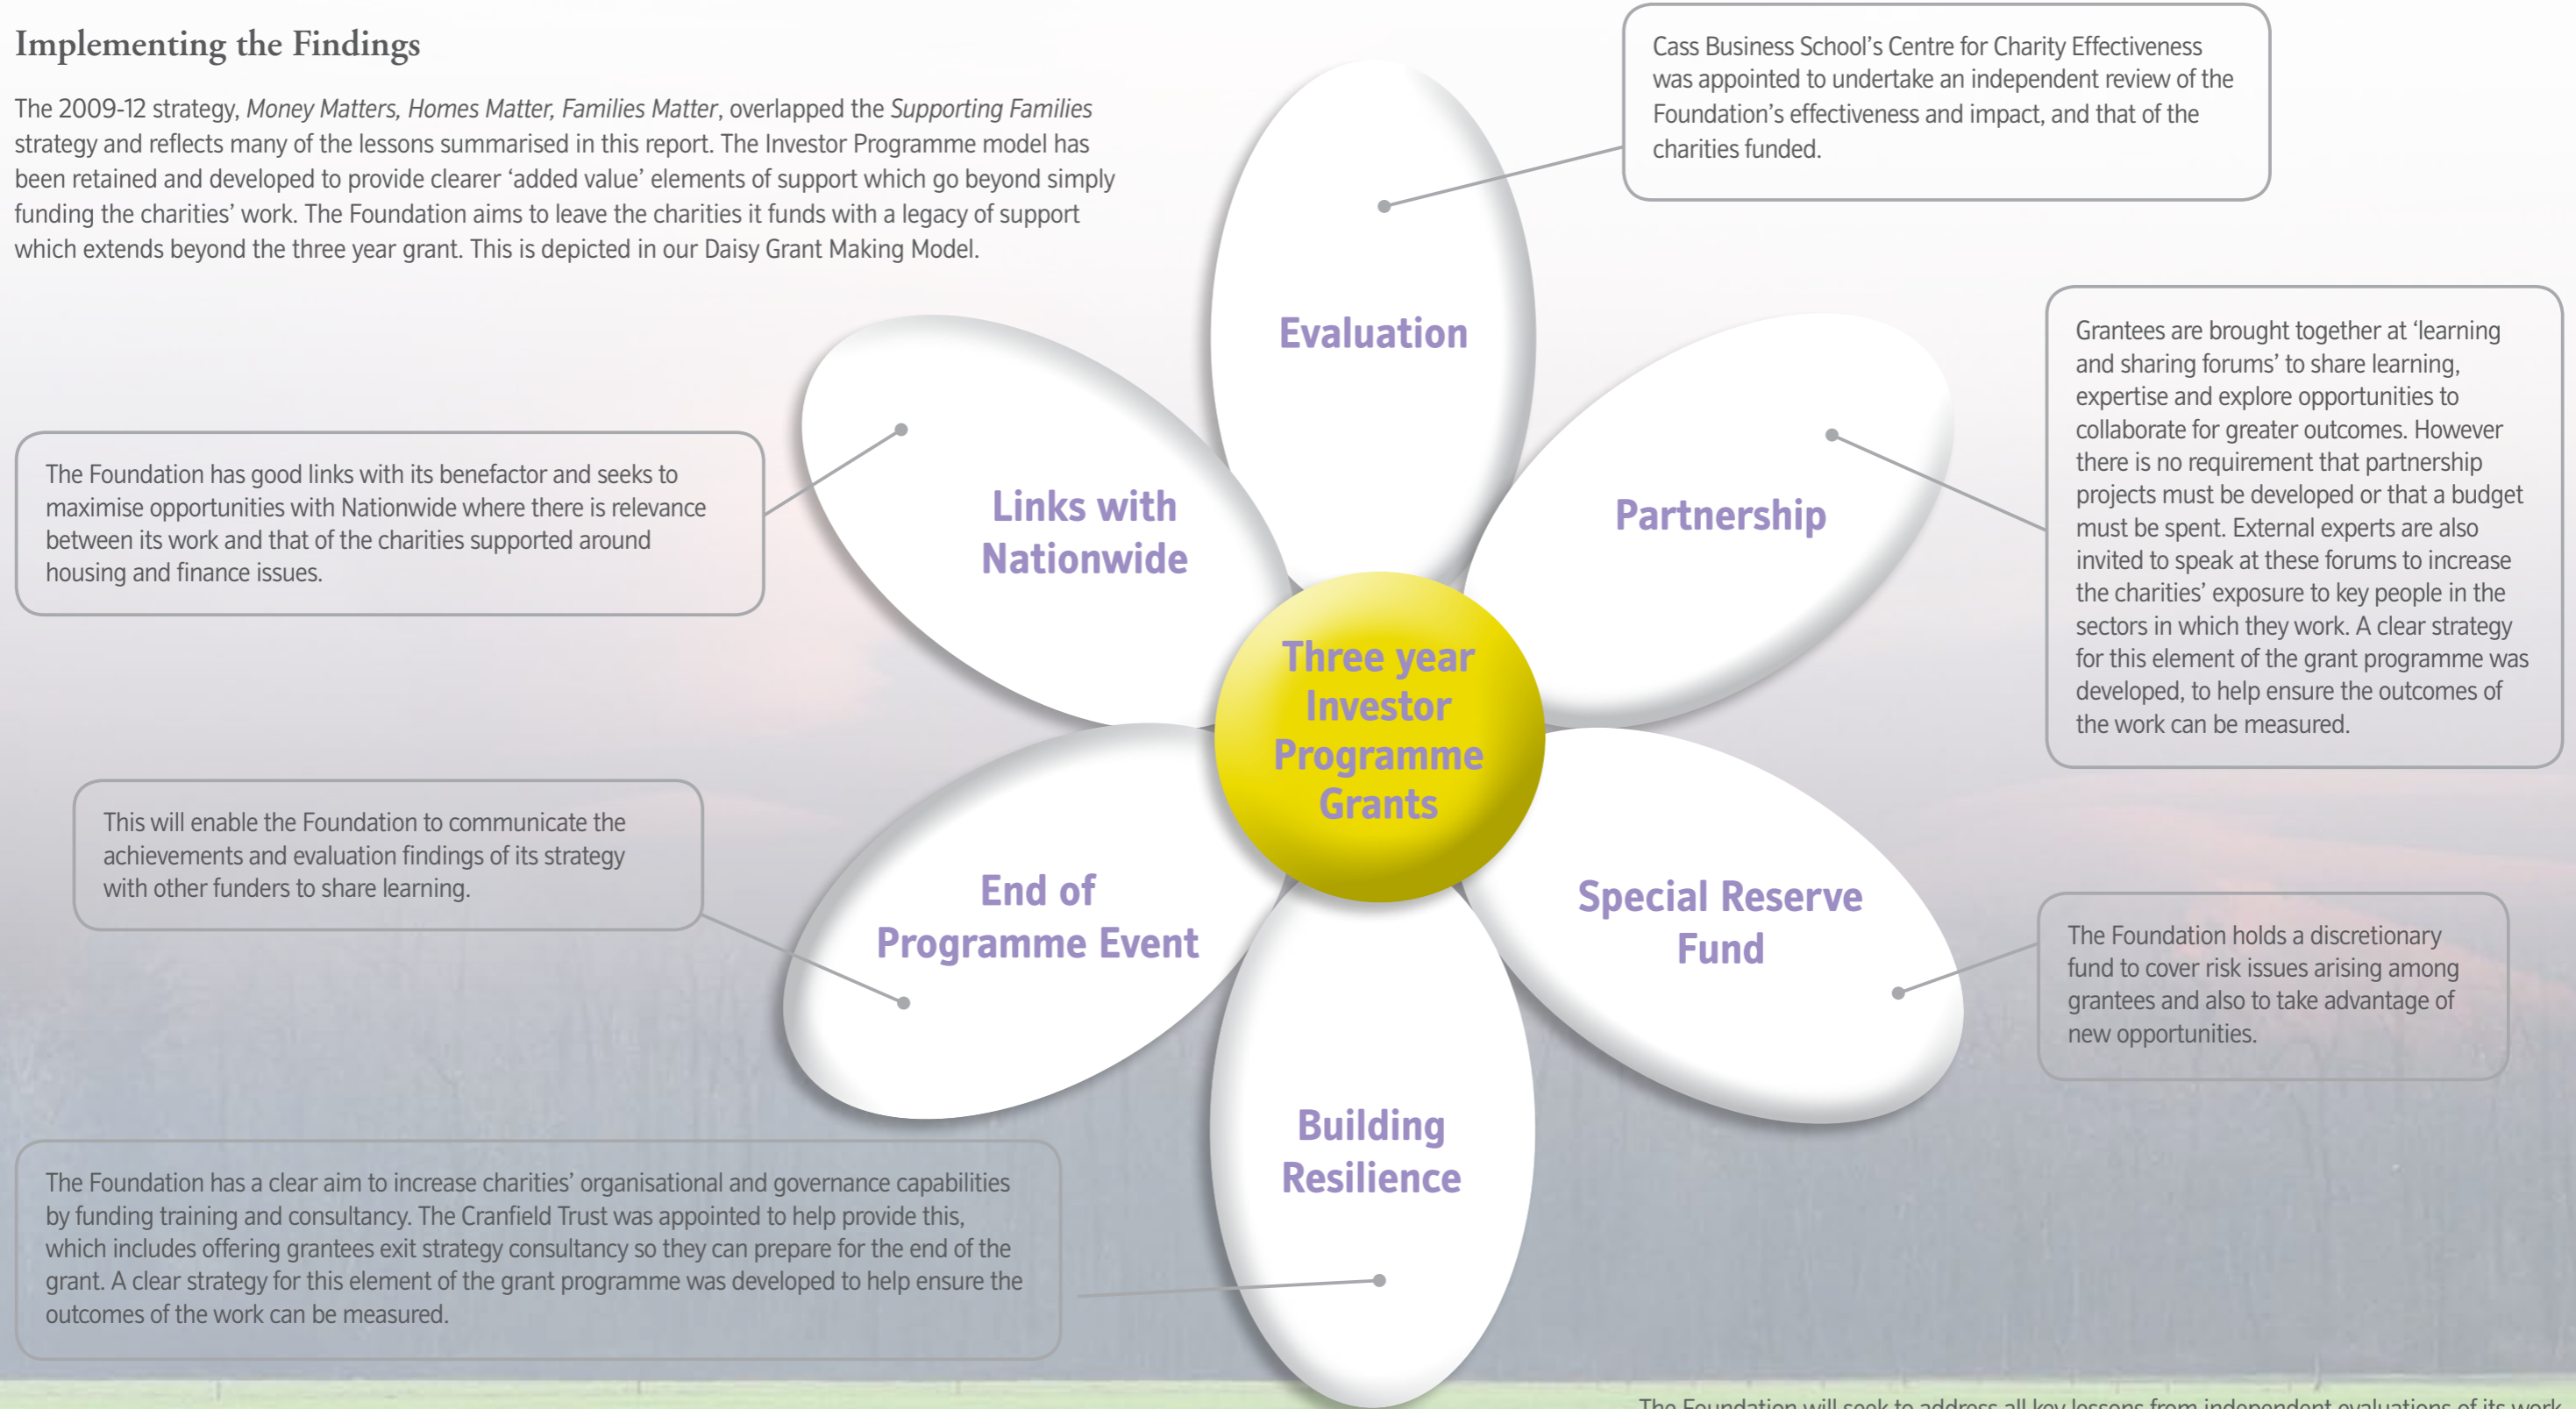 Implementing the Findings
The 2009-12 strategy, Money Matters, Homes Matter, Families Matter, overlapped the Supporting Families
strategy and reflects many of the lessons summarised in this report. The Investor Programme model has
been retained and developed to provide clearer ‘added value’ elements of support which go beyond simply
funding the charities’ work. The Foundation aims to leave the charities it funds with a legacy of support
which extends beyond the three year grant. This is depicted in our Daisy Grant Making Model.
Cass Business School’s Centre for Charity Effectiveness
was appointed to undertake an independent review of the
Foundation’s effectiveness and impact, and that of the
charities funded.
Evaluation
Grantees are brought together at ‘learning
and sharing forums’ to share learning,
expertise and explore opportunities to
collaborate for greater outcomes. However
there is no requirement that partnership
projects must be developed or that a budget
must be spent. External experts are also
invited to speak at these forums to increase
the charities’ exposure to key people in the
sectors in which they work. A clear strategy
for this element of the grant programme was
developed, to help ensure the outcomes of
the work can be measured.
Partnership
The Foundation has good links with its benefactor and seeks to
maximise opportunities with Nationwide where there is relevance
between its work and that of the charities supported around
housing and finance issues.
Links with
Nationwide
Three year
Investor
Programme
Grants
This will enable the Foundation to communicate the
achievements and evaluation findings of its strategy
with other funders to share learning.
End of
Programme Event
Special Reserve
Fund
The Foundation holds a discretionary
fund to cover risk issues arising among
grantees and also to take advantage of
new opportunities.
Building
Resilience
The Foundation has a clear aim to increase charities’ organisational and governance capabilities
by funding training and consultancy. The Cranfield Trust was appointed to help provide this,
which includes offering grantees exit strategy consultancy so they can prepare for the end of the
grant. A clear strategy for this element of the grant programme was developed to help ensure the
outcomes of the work can be measured.
The Foundation will seek to address all key lessons from independent evaluations of its work